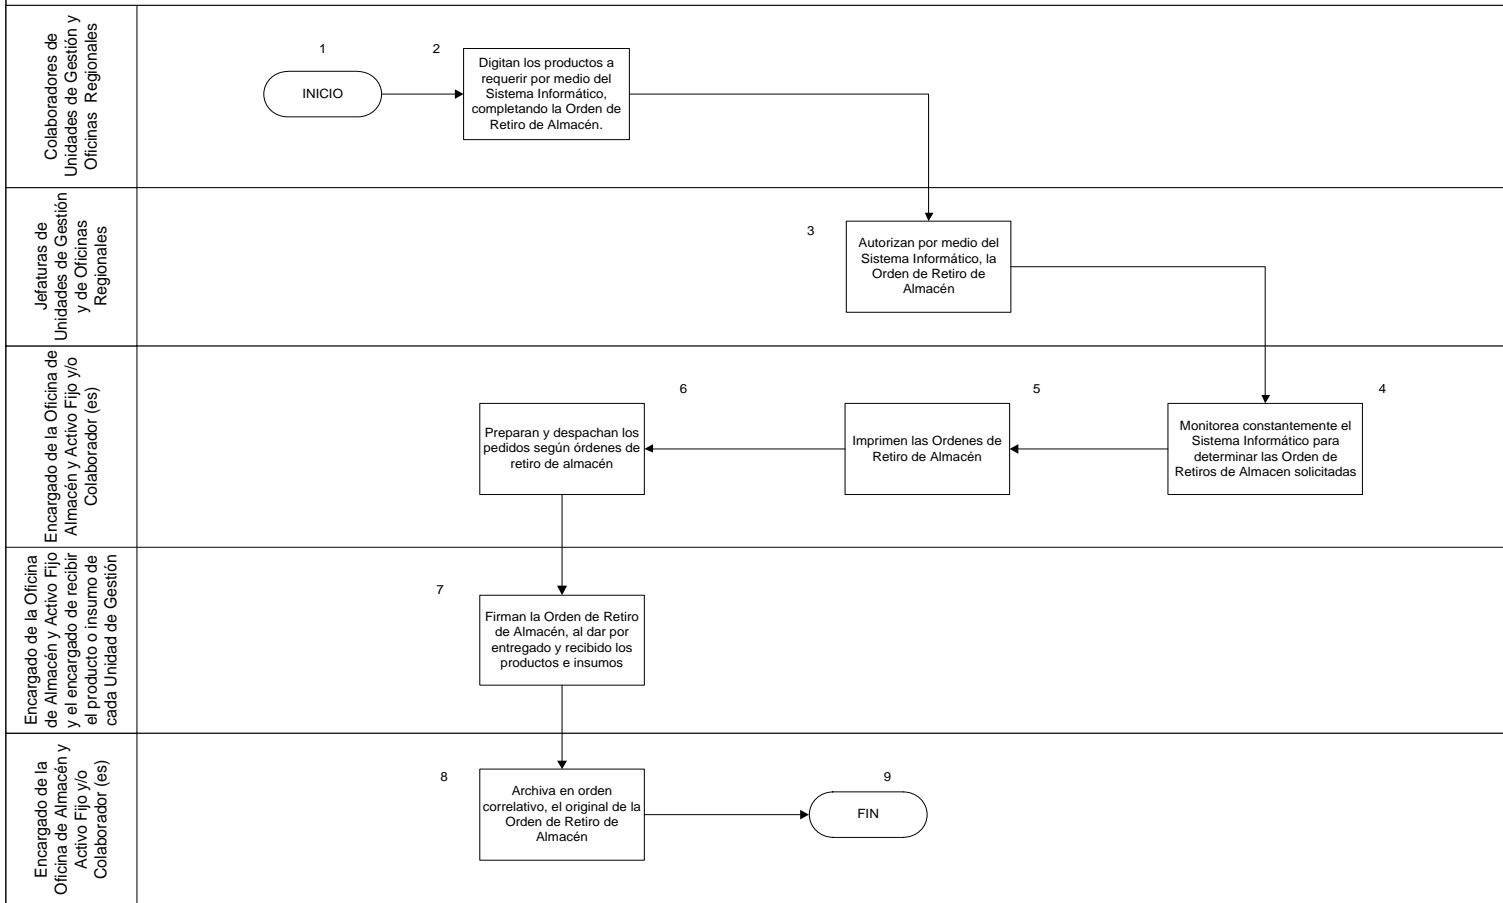 Colaboradores de
Unidades de Gestión y
Oficinas Regionales
1
INICIO
2
Digitan los productos a
requerir por medio del
Sistema Informático,
completando la Orden de
Retiro de Almacén.
Jefaturas de
Unidades de Gestión
y de Oficinas
Regionales
3
Autorizan por medio del
Sistema Informático, la
Orden de Retiro de
Almacén
Encargado de la Oficina de
Almacén y Activo Fijo y/o
Colaborador (es)
4
Monitorea constantemente el
Sistema Informático para
determinar las Orden de
Retiros de Almacen solicitadas
5
Imprimen las Ordenes de
Retiro de Almacén
6
Preparan y despachan los
pedidos según órdenes de
retiro de almacén
Encargado de la Oficina
de Almacén y Activo Fijo
y el encargado de recibir
el producto o insumo de
cada Unidad de Gestión
7
Firman la Orden de Retiro
de Almacén, al dar por
entregado y recibido los
productos e insumos
Encargado de la
Oficina de Almacén y
Activo Fijo y/o
Colaborador (es)
8
Archiva en orden
correlativo, el original de la
Orden de Retiro de
Almacén
9
FIN